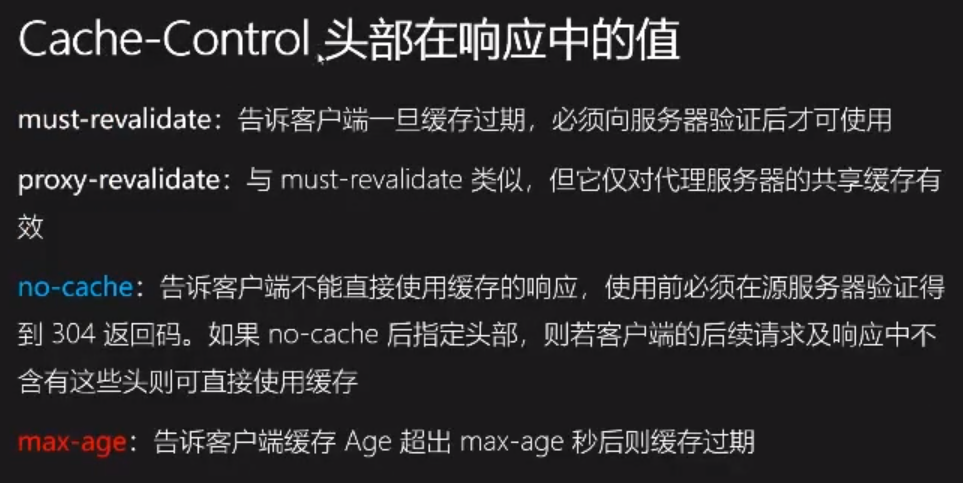 Cache-Control 头部在响应中的值
must-revalidate：告诉客户端一旦缓存过期，必须向服务器验证后才可使用
proxy-revalidate：与 must-revalidate 类似，但它仅对代理服务器的共享缓存有
效
no-cache：告诉客户端不能直接使用缓存的响应，使用前必须在源服务器验证得
到 304 返回码。如果 no-cache 后指定头部，则若客户端的后续请求及响应中不
含有这些头则可直接使用缓存
max-age：告诉客户端缓存 Age 超出 max-age 秒后则缓存过期